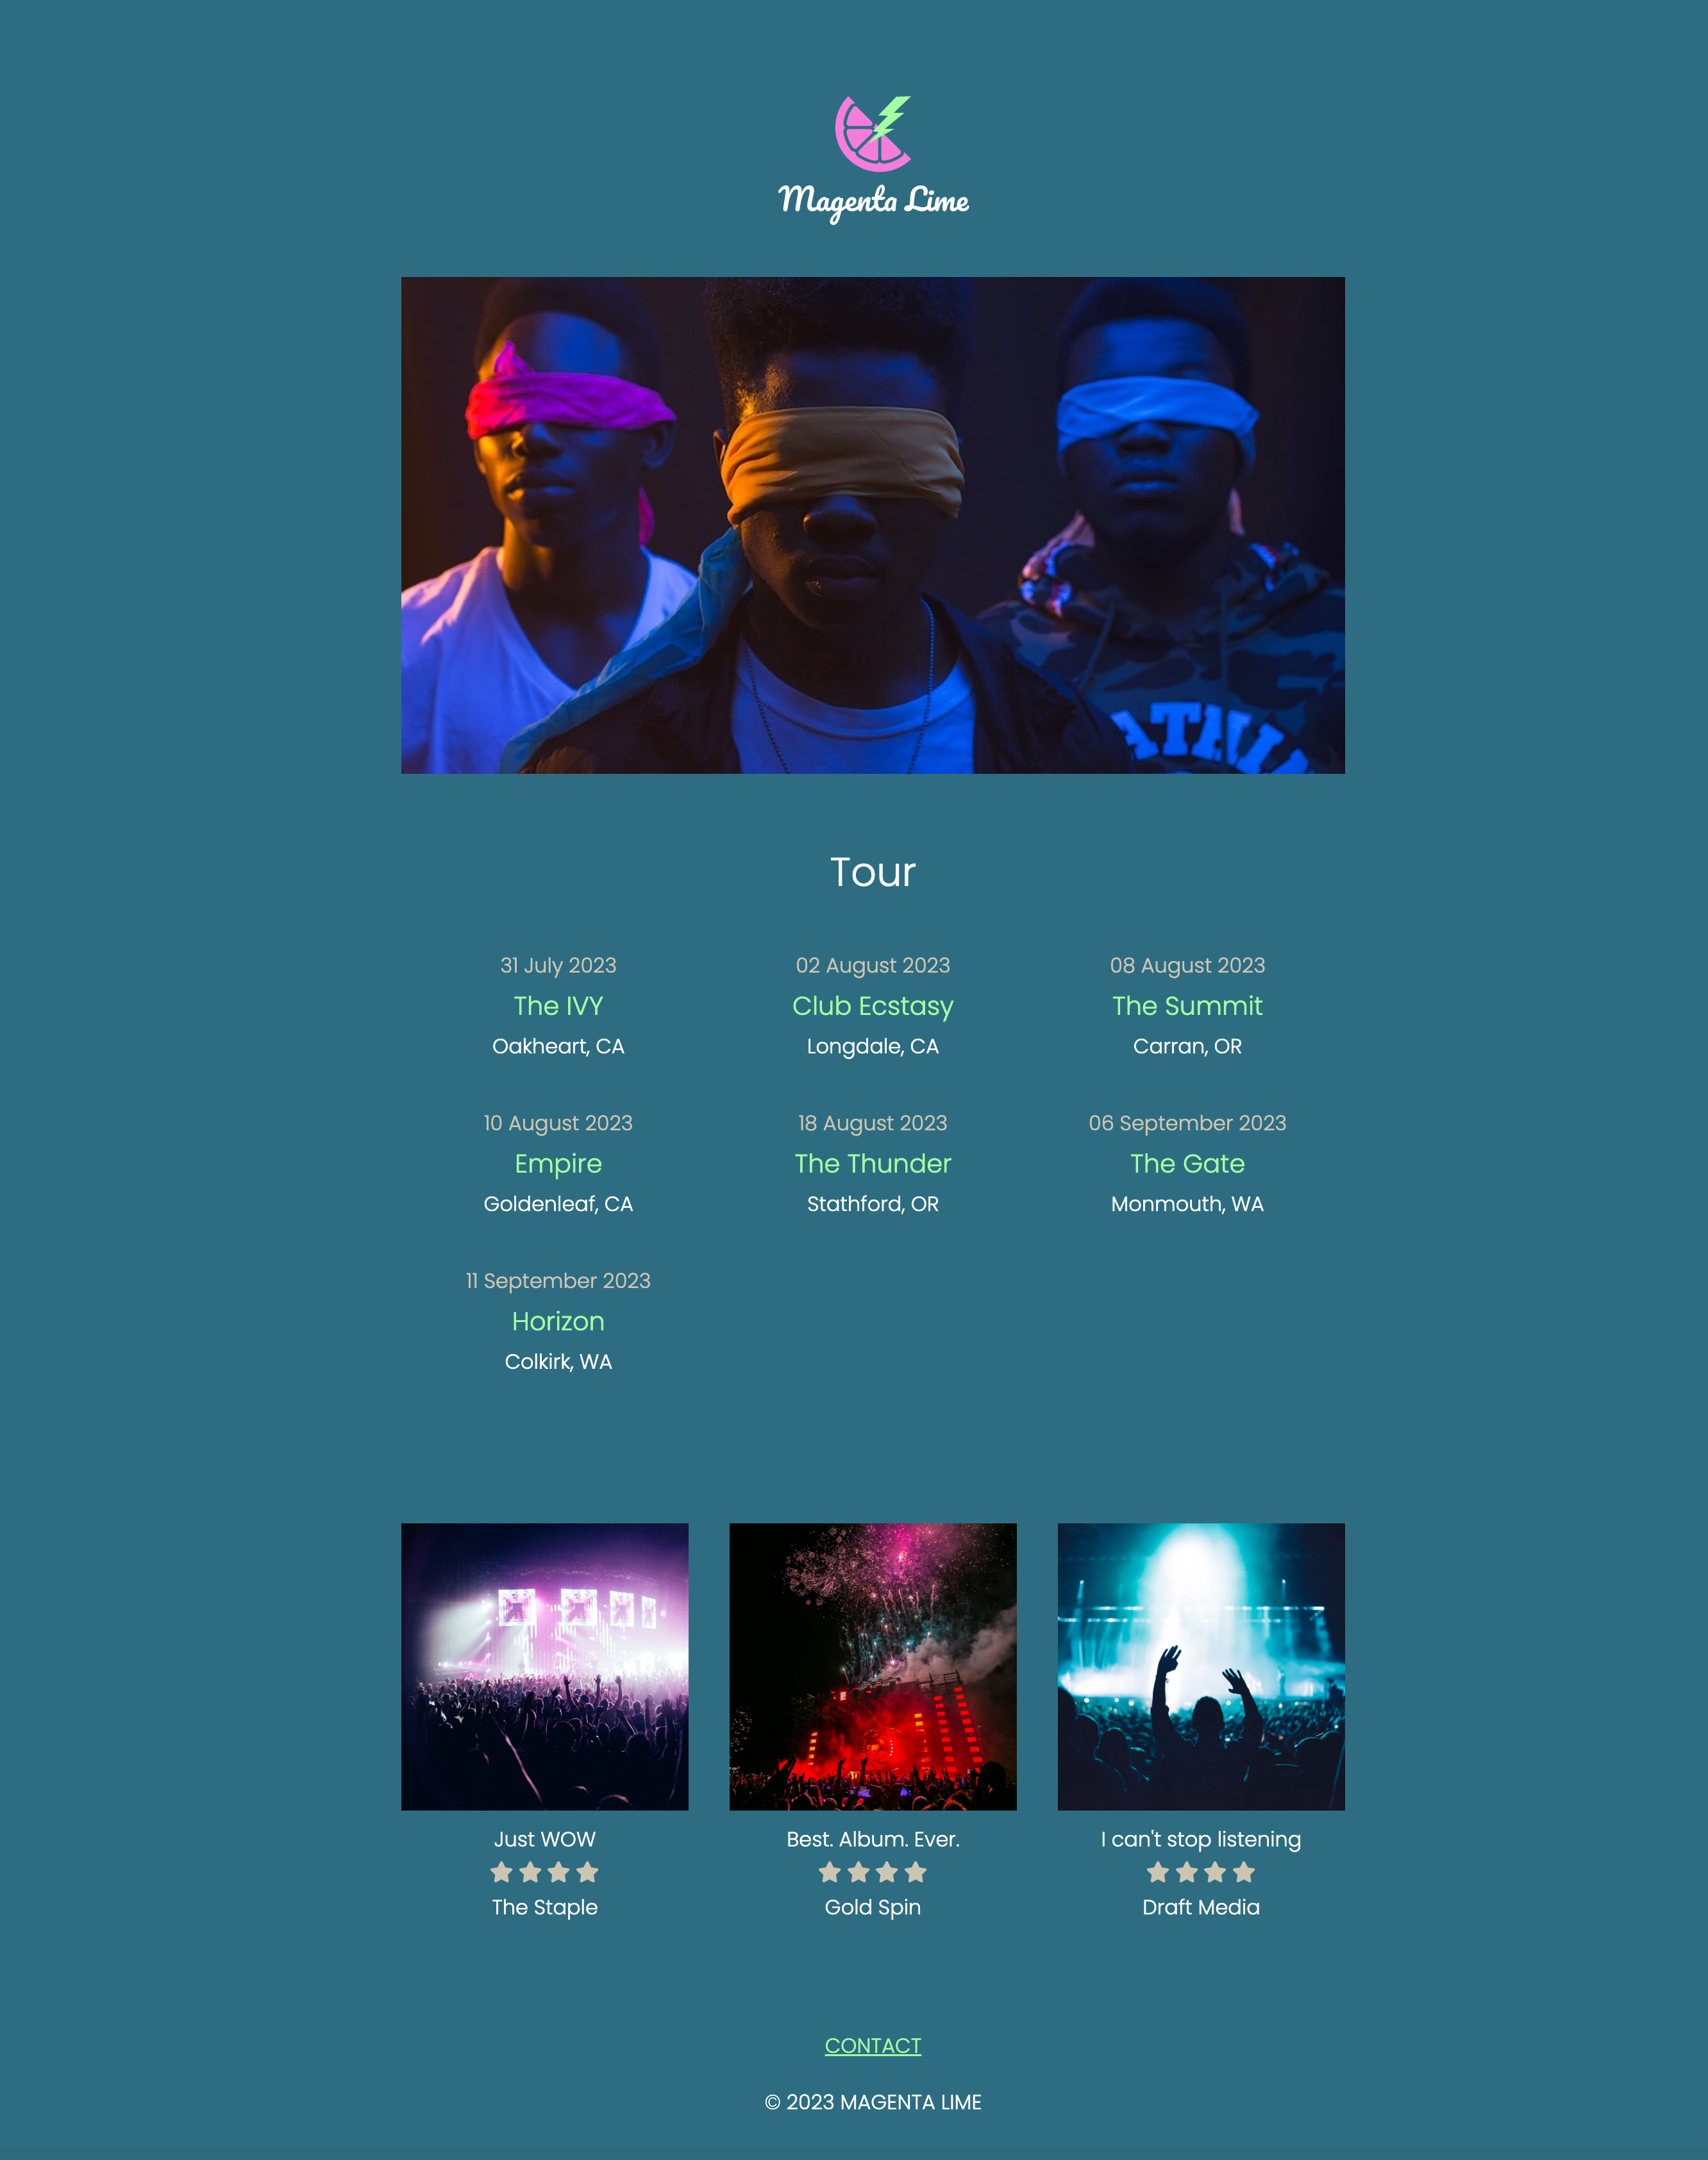 Magenta Lime
Tour
31 July 2023
The IVY
Oakheart, CA
02 August 2023
Club Ecstasy
Longdale, CA
08 August 2023
The Summit
Carran, OR
10 August 2023
Empire
Goldenleaf, CA
18 August 2023
The Thunder
Stathford, OR
06 September 2023
The Gate
Monmouth, WA
11 September 2023
Horizon
Colkirk, WA
Just WOW
The Staple
Best. Album. Ever.
Gold Spin
I can't stop listening
Draft Media
CONTACT
© 2023 MAGENTA LIME